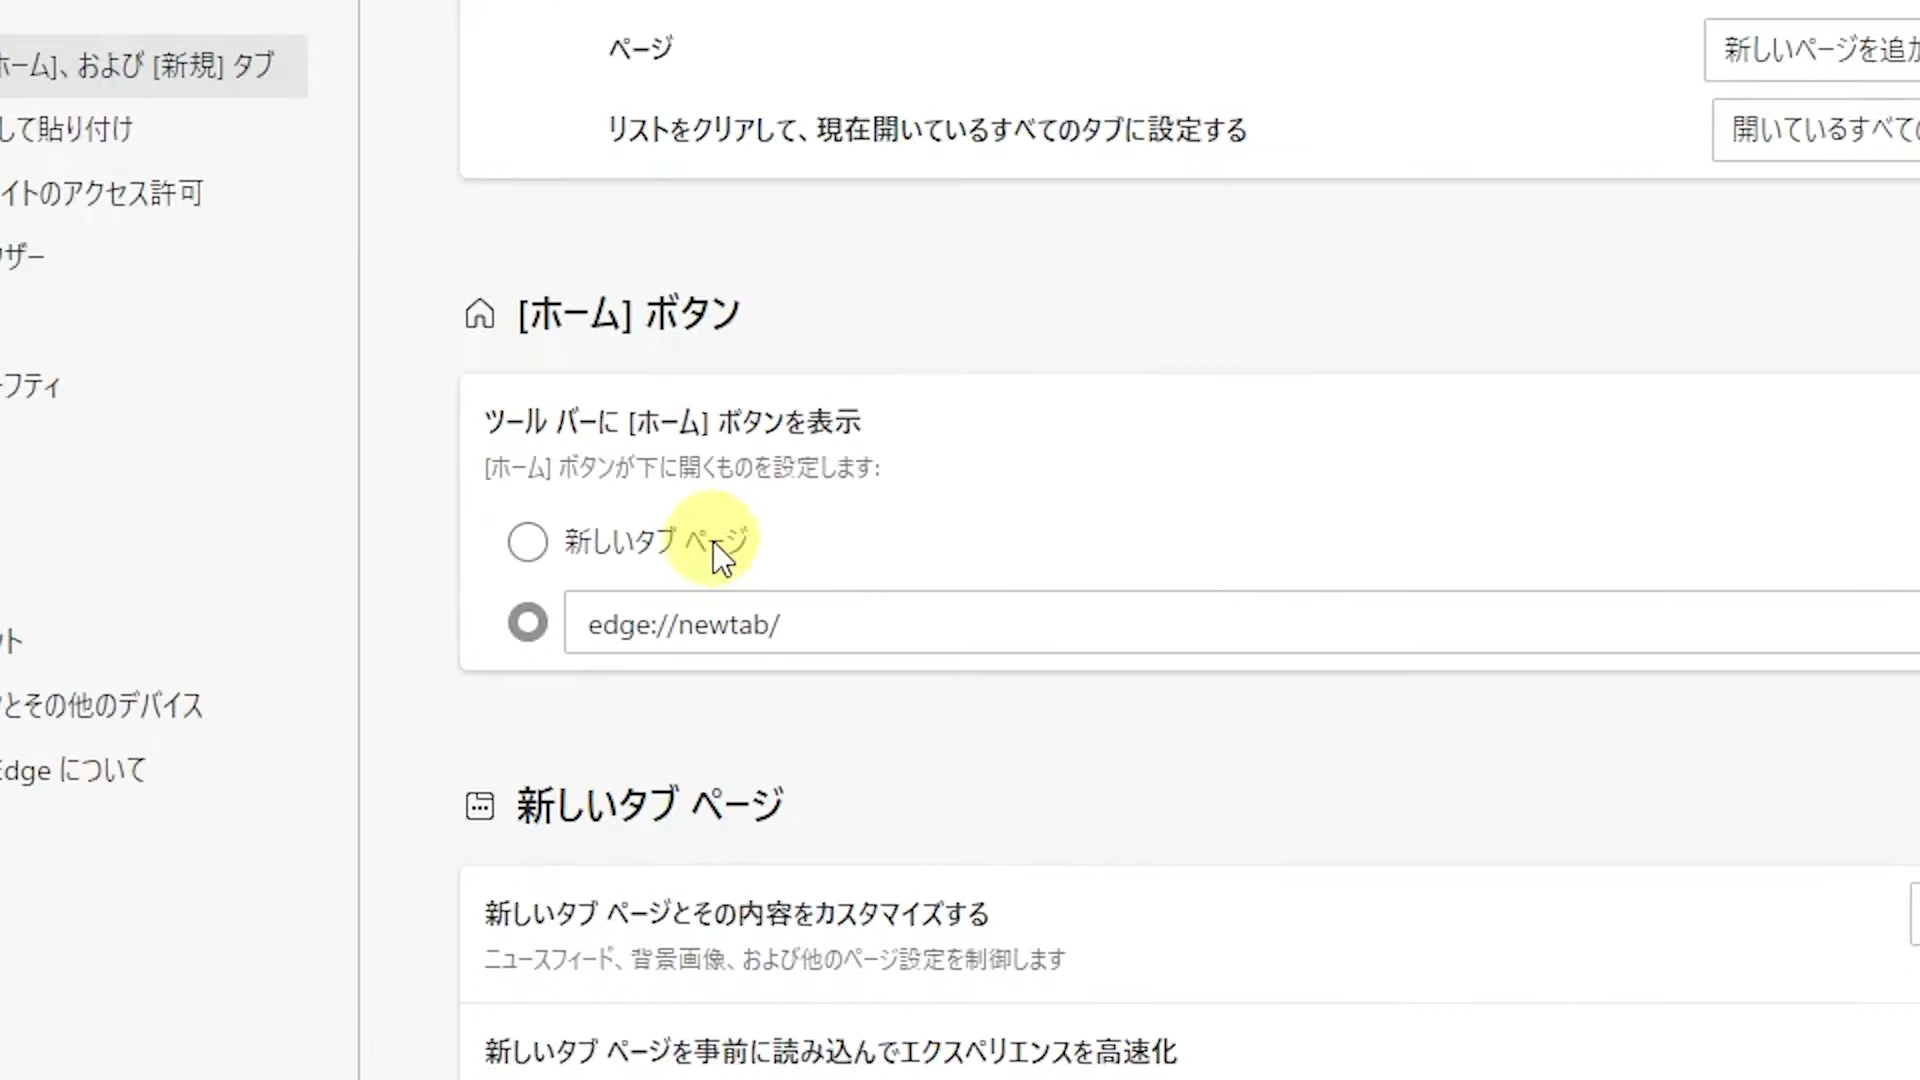 ホーム]、および [新規] タブ
して貼り付け
イトのアクセス許可
ザー
ーフティ
ット
とその他のデバイス
Edge について
ページ
新しいページを追加
リストをクリアして、現在開いているすべてのタブに設定する
開いているすべての
[ホーム] ボタン
ツール バーに [ホーム] ボタンを表示
[ホーム] ボタンが下に開くものを設定します:
新しいタブ ページ
edge://newtab/
新しいタブ ページ
新しいタブ ページとその内容をカスタマイズする
ニュースフィード、背景画像、および他のページ設定を制御します
新しいタブ ページを事前に読み込んでエクスペリエンスを高速化